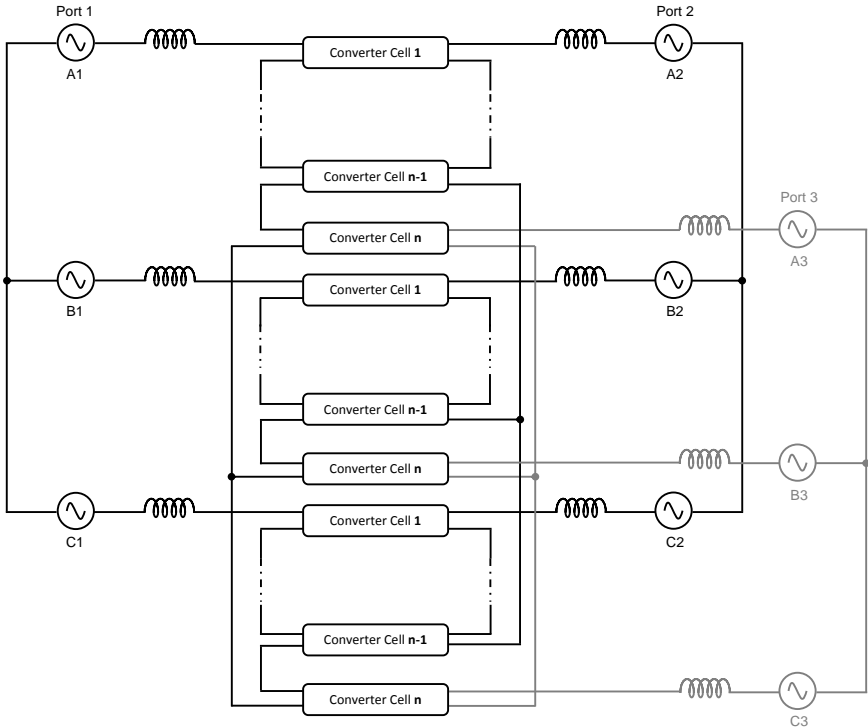 Port 1
Port 2
Converter Cell 1
A1
A2
Converter Cell n-1
Port 3
Converter Cell n
A3
Converter Cell 1
B1
B2
Converter Cell n-1
Converter Cell n
B3
Converter Cell 1
C1
C2
Converter Cell n-1
Converter Cell n
C3